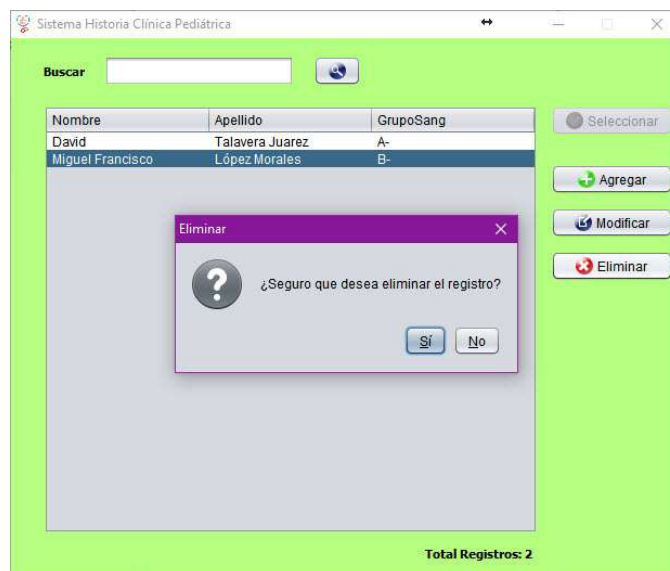 Sistema Historia Clínica Pediátrica
Buscar
Nombre Apellido GrupoSang
David Talavera Juarez A-
Miguel Francisco López Morales B-
Seleccionar
Agregar
Modificar
Eliminar
Eliminar
¿Seguro que desea eliminar el registro?
Sí No
Total Registros: 2